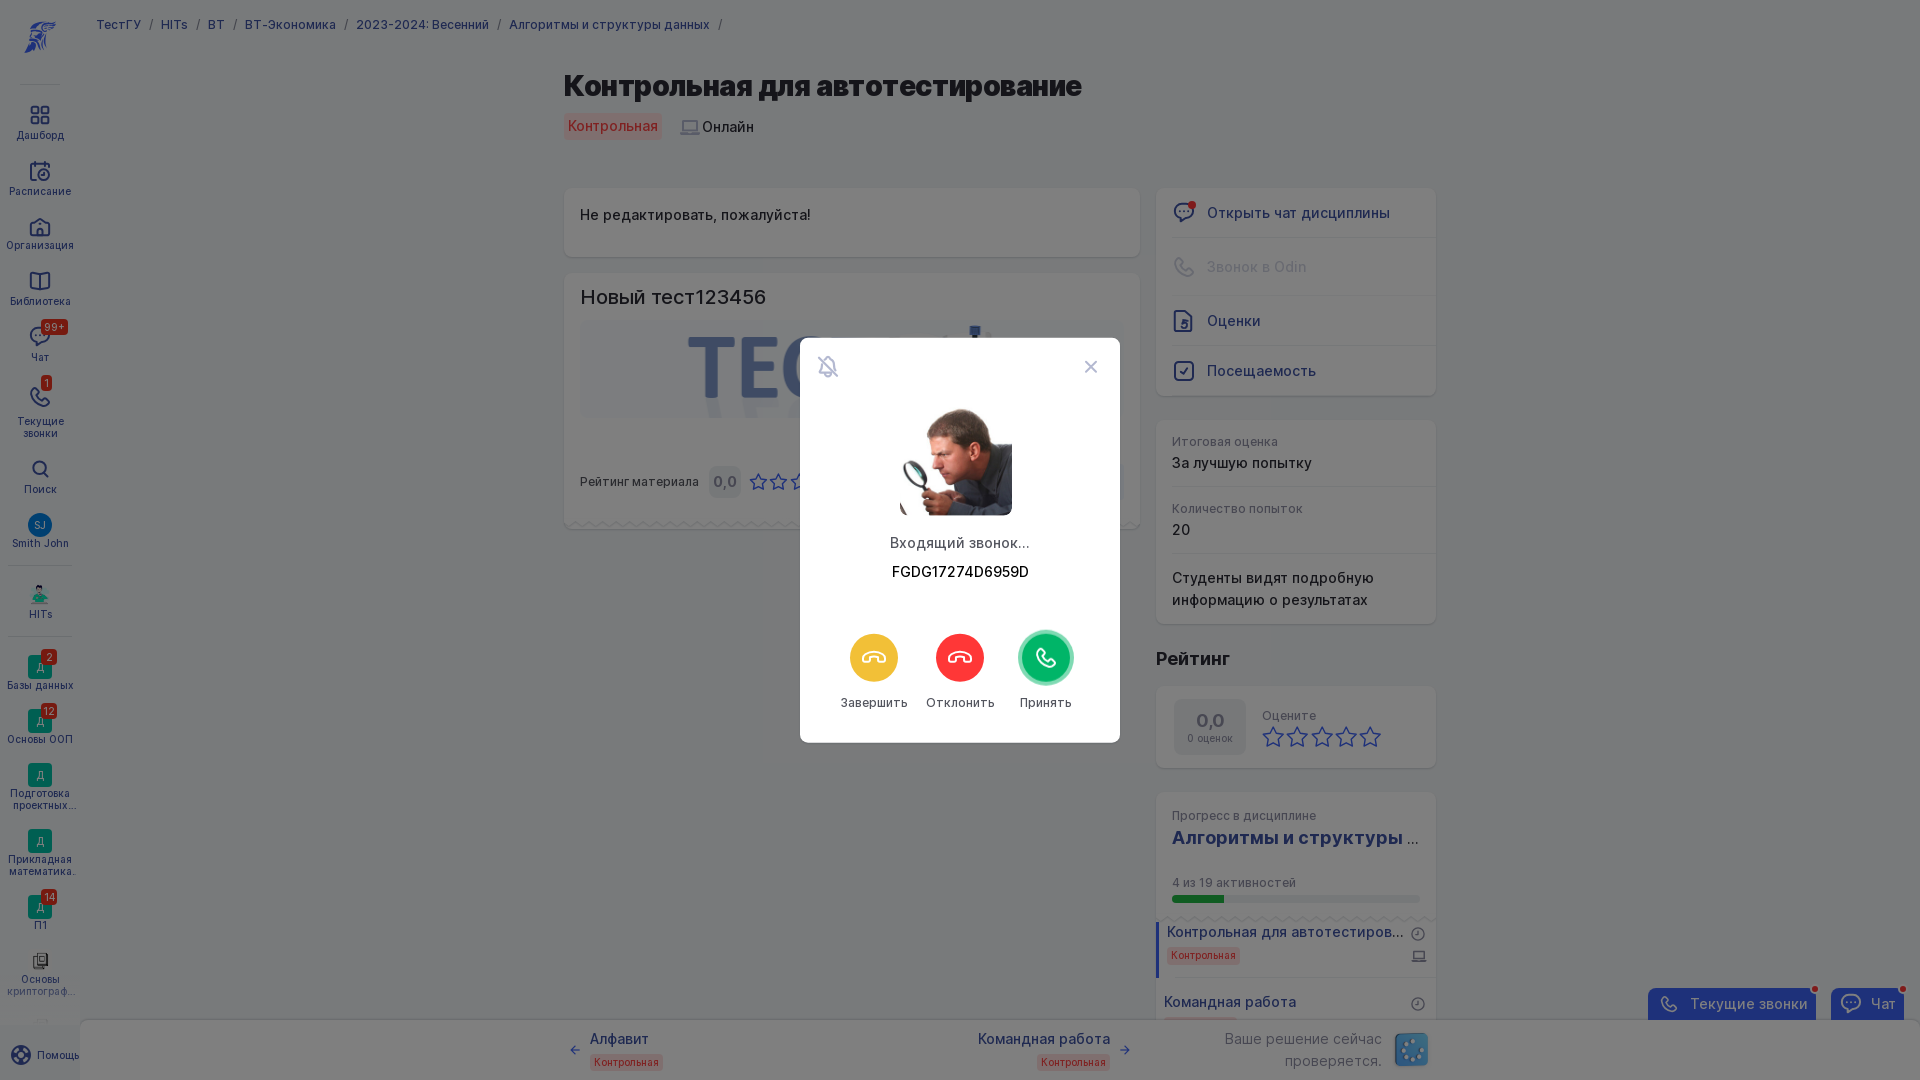 ТестГУ / HITs / ВТ / ВТ-Экономика / 2023-2024: Весенний / Алгоритмы и структуры данных /
Дашборд
Расписание
Организация
Библиотека
99+
Чат
1
Текущие
звонки
Поиск
SJ
Smith John
HITs
2
Д
Базы данных
12
Д
Основы ООП
Д
Подготовка
проектных...
Д
Прикладная
математика.
14
Д
П1
Основы
криптограф...
Помощь
Контрольная для автотестирование
Контрольная
Онлайн
Не редактировать, пожалуйста!
Новый тест123456
Рейтинг материала
0,0
Входящий звонок...
FGDG17274D6959D
Завершить
Отклонить
Принять
Открыть чат дисциплины
Звонок в Odin
Оценки
Посещаемость
Итоговая оценка
За лучшую попытку
Количество попыток
20
Студенты видят подробную
информацию о результатах
Рейтинг
0,0
0 оценок
Оцените
Прогресс в дисциплине
Алгоритмы и структуры ...
4 из 19 активностей
Контрольная для автотестиров...
Контрольная
Командная работа
Текущие звонки
Чат
Алфавит
Контрольная
Командная работа
Контрольная
Ваше решение сейчас
проверяется.